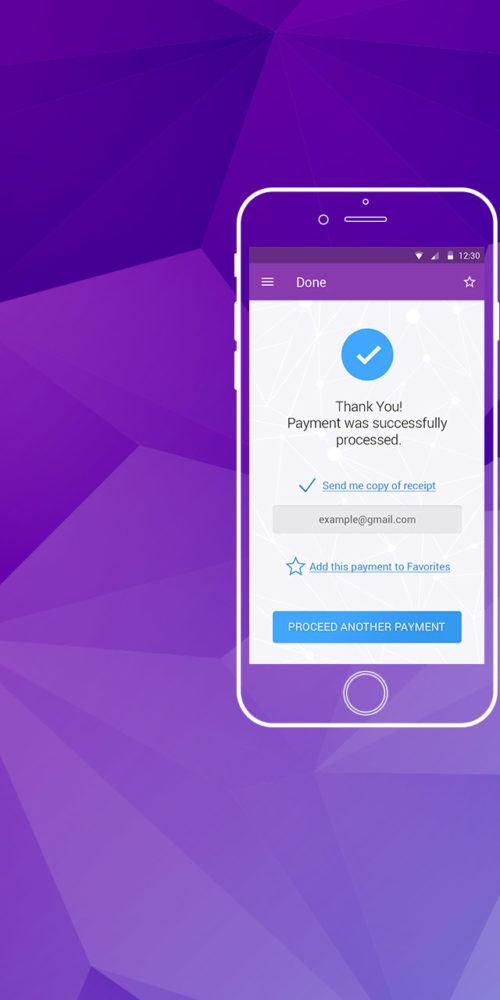 12:30
Done
Thank You!
Payment was successfully
processed.
Send me copy of receipt
example@gmail.com
Add this payment to Favorites
PROCEED ANOTHER PAYMENT